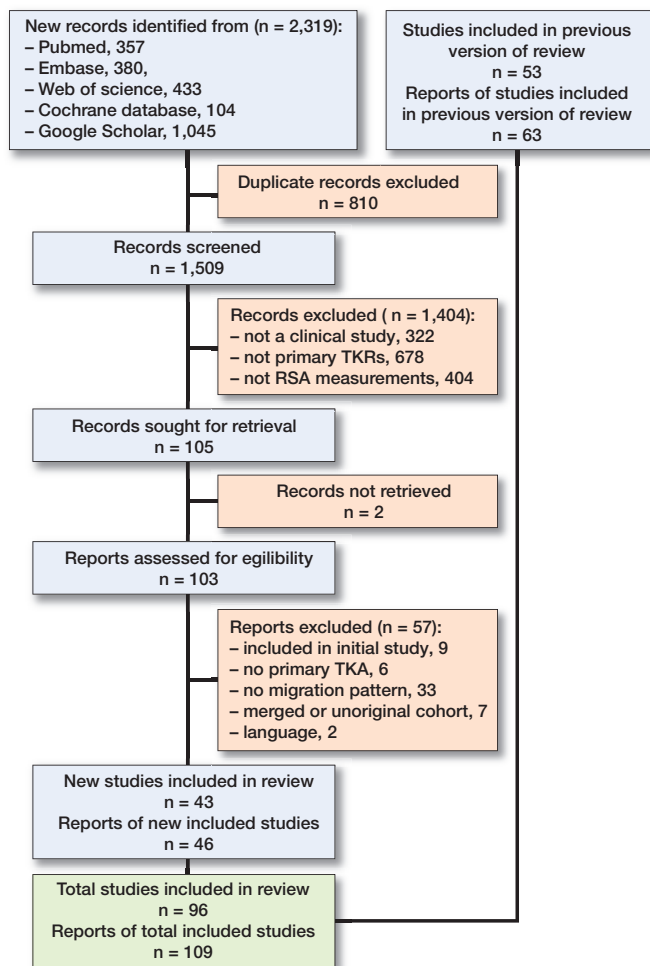 New records identified from (n = 2,319):
– Pubmed, 357
– Embase, 380,
– Web of science, 433
– Cochrane database, 104
– Google Scholar, 1,045
Studies included in previous
version of review
n = 53
Reports of studies included
in previous version of review
n = 63
Duplicate records excluded
n = 810
Records screened
n = 1,509
Records excluded ( n = 1,404):
– not a clinical study, 322
– not primary TKRs, 678
– not RSA measurements, 404
Records sought for retrieval
n = 105
Records not retrieved
n = 2
Reports assessed for egilibility
n = 103
Reports excluded (n = 57):
– included in initial study, 9
– no primary TKA, 6
– no migration pattern, 33
– merged or unoriginal cohort, 7
– language, 2
New studies included in review
n = 43
Reports of new included studies
n = 46
Total studies included in review
n = 96
Reports of total included studies
n = 109